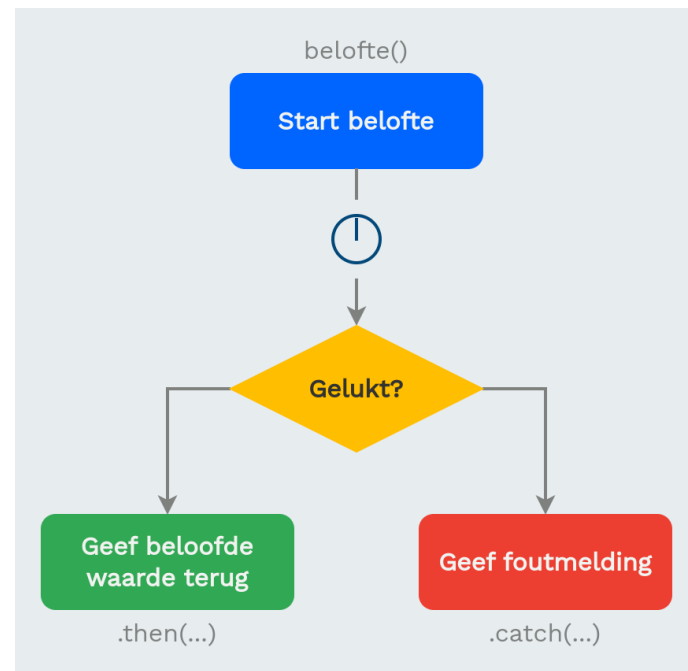 belofte()
Start belofte
Gelukt?
Geef beloofde
waarde terug
Geef foutmelding
.then(...)
.catch(...)